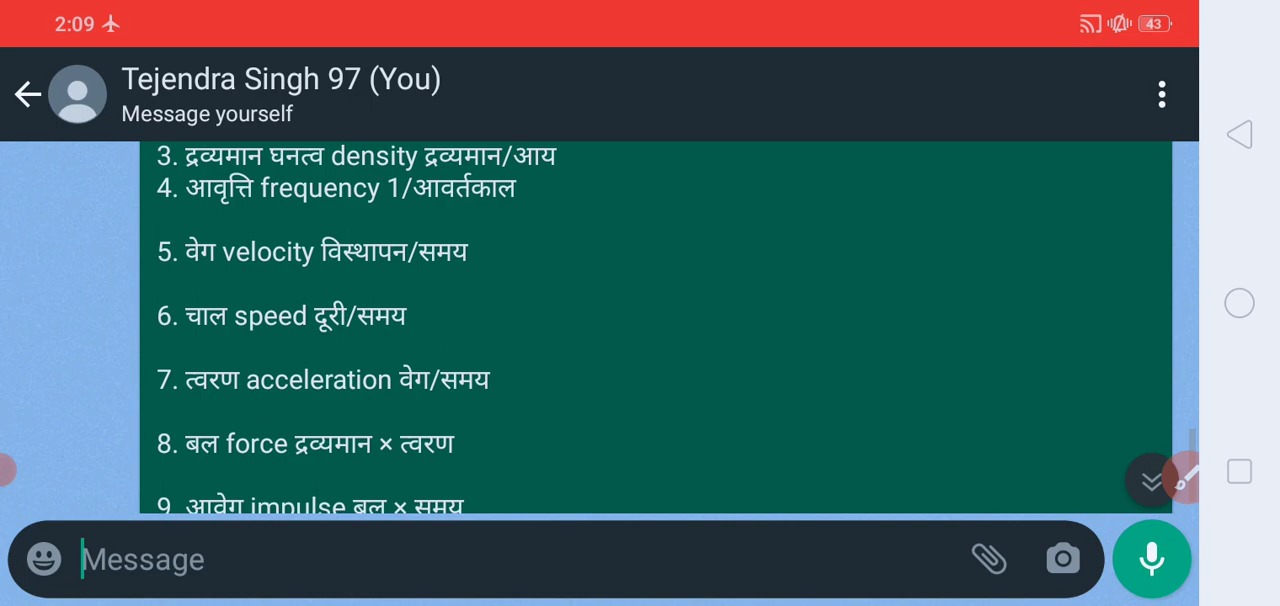 2:09
43
Tejendra Singh 97 (You)
Message yourself
3. द्रव्यमान घनत्व density द्रव्यमान/आय
4. आवृत्ति frequency 1/आवर्तकाल
5. वेग velocity विस्थापन/समय
6. चाल speed दूरी/समय
7. त्वरण acceleration वेग/समय
8. बल force द्रव्यमान × त्वरण
9. आवेग impulse बल × समय
Message